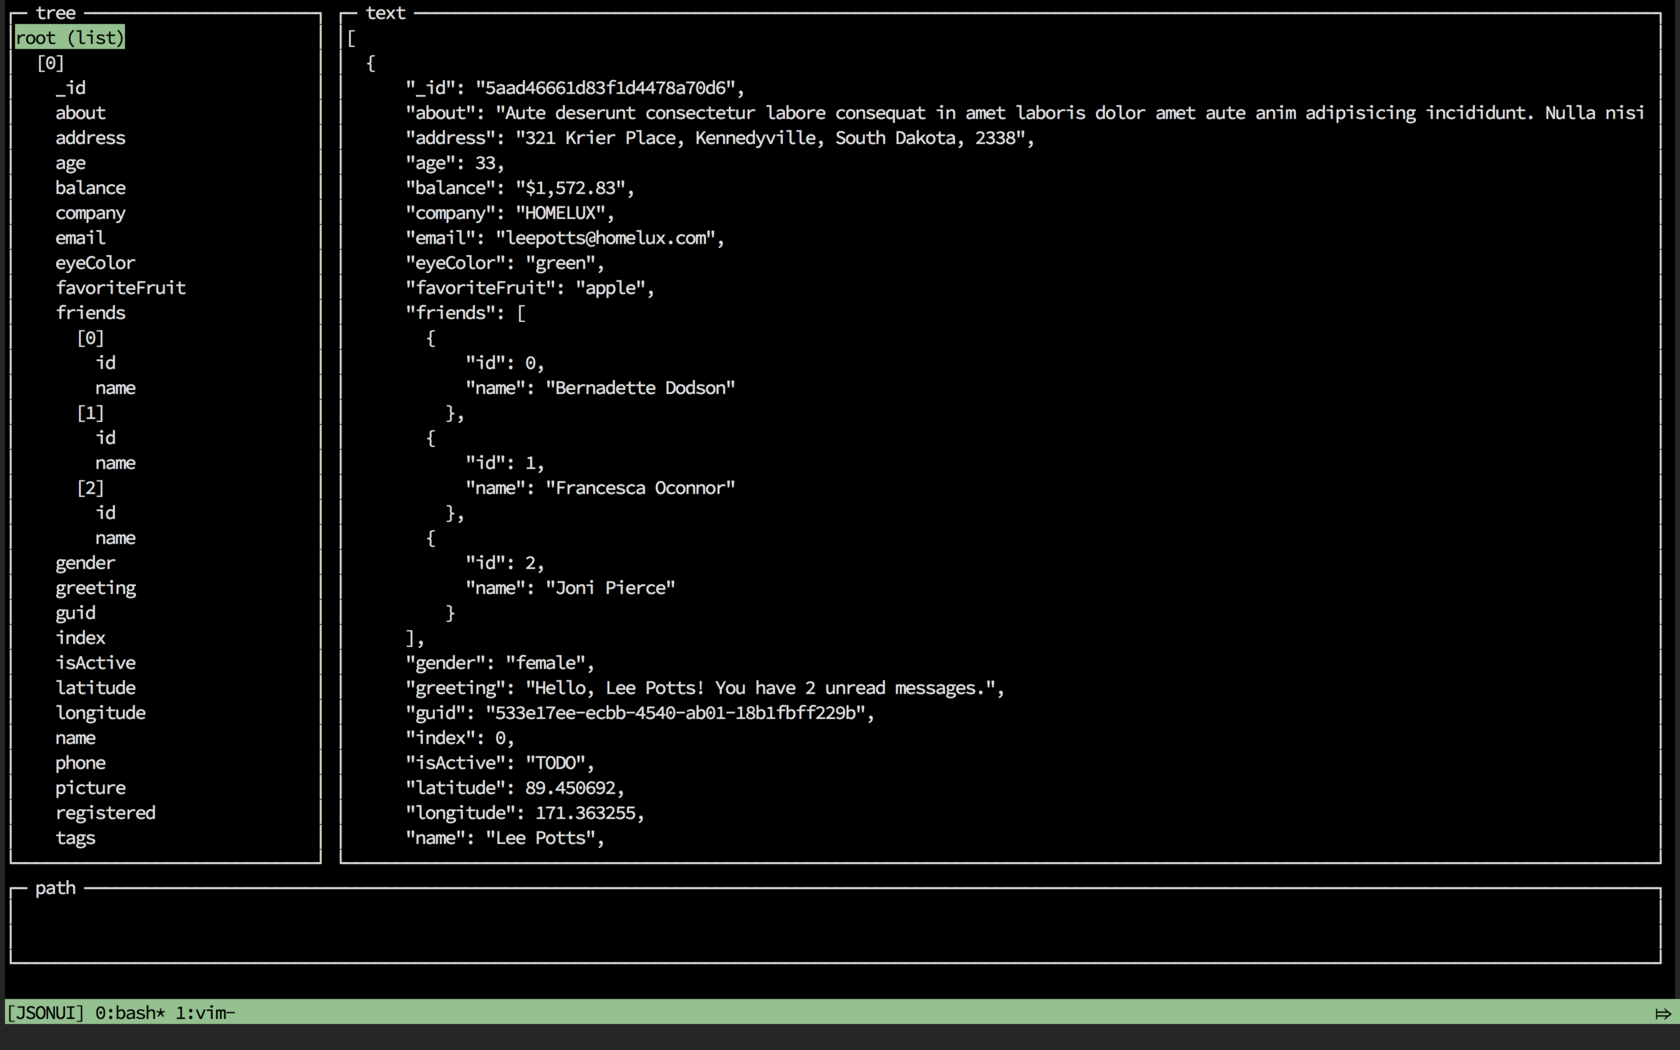 tree
root (list)
[0]
_id
about
address
age
balance
company
email
eyeColor
favoriteFruit
friends
[0]
id
name
[1]
id
name
[2]
id
name
gender
greeting
guid
index
isActive
latitude
longitude
name
phone
picture
registered
tags
text
[
{
"_id": "5aad46661d83f1d4478a70d6",
"about": "Aute deserunt consectetur labore consequat in amet laboris dolor amet aute anim adipisicing incididunt. Nulla nisi
"address": "321 Krier Place, Kennedyville, South Dakota, 2338",
"age": 33,
"balance": "$1,572.83",
"company": "HOMELUX",
"email": "leepotts@homelux.com",
"eyeColor": "green",
"favoriteFruit": "apple",
"friends": [
{
"id": 0,
"name": "Bernadette Dodson"
},
{
"id": 1,
"name": "Francesca Oconnor"
},
{
"id": 2,
"name": "Joni Pierce"
}
],
"gender": "female",
"greeting": "Hello, Lee Potts! You have 2 unread messages.",
"guid": "533e17ee-ecbb-4540-ab01-18b1fbff229b",
"index": 0,
"isActive": "TODO",
"latitude": 89.450692,
"longitude": 171.363255,
"name": "Lee Potts",
path
[JSONUI] 0:bash* 1:vim-